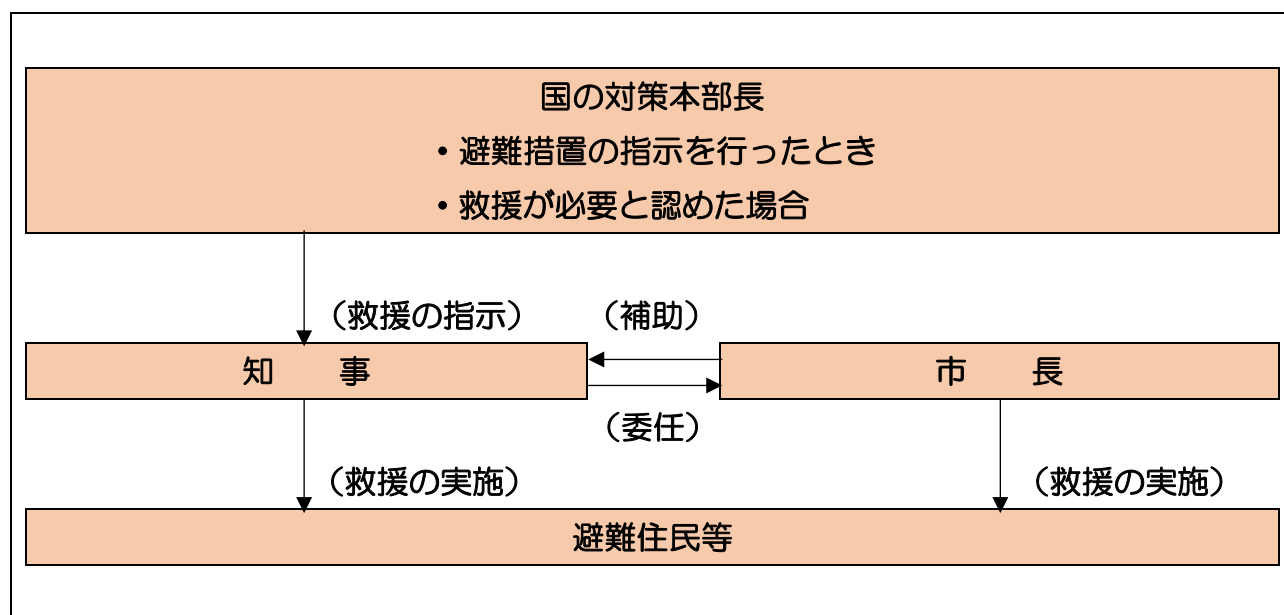 国の対策本部長
・避難措置の指示を行ったとき
・救援が必要と認めた場合
（救援の指示）
（補助）
知　事
市　長
（委任）
（救援の実施）
（救援の実施）
避難住民等